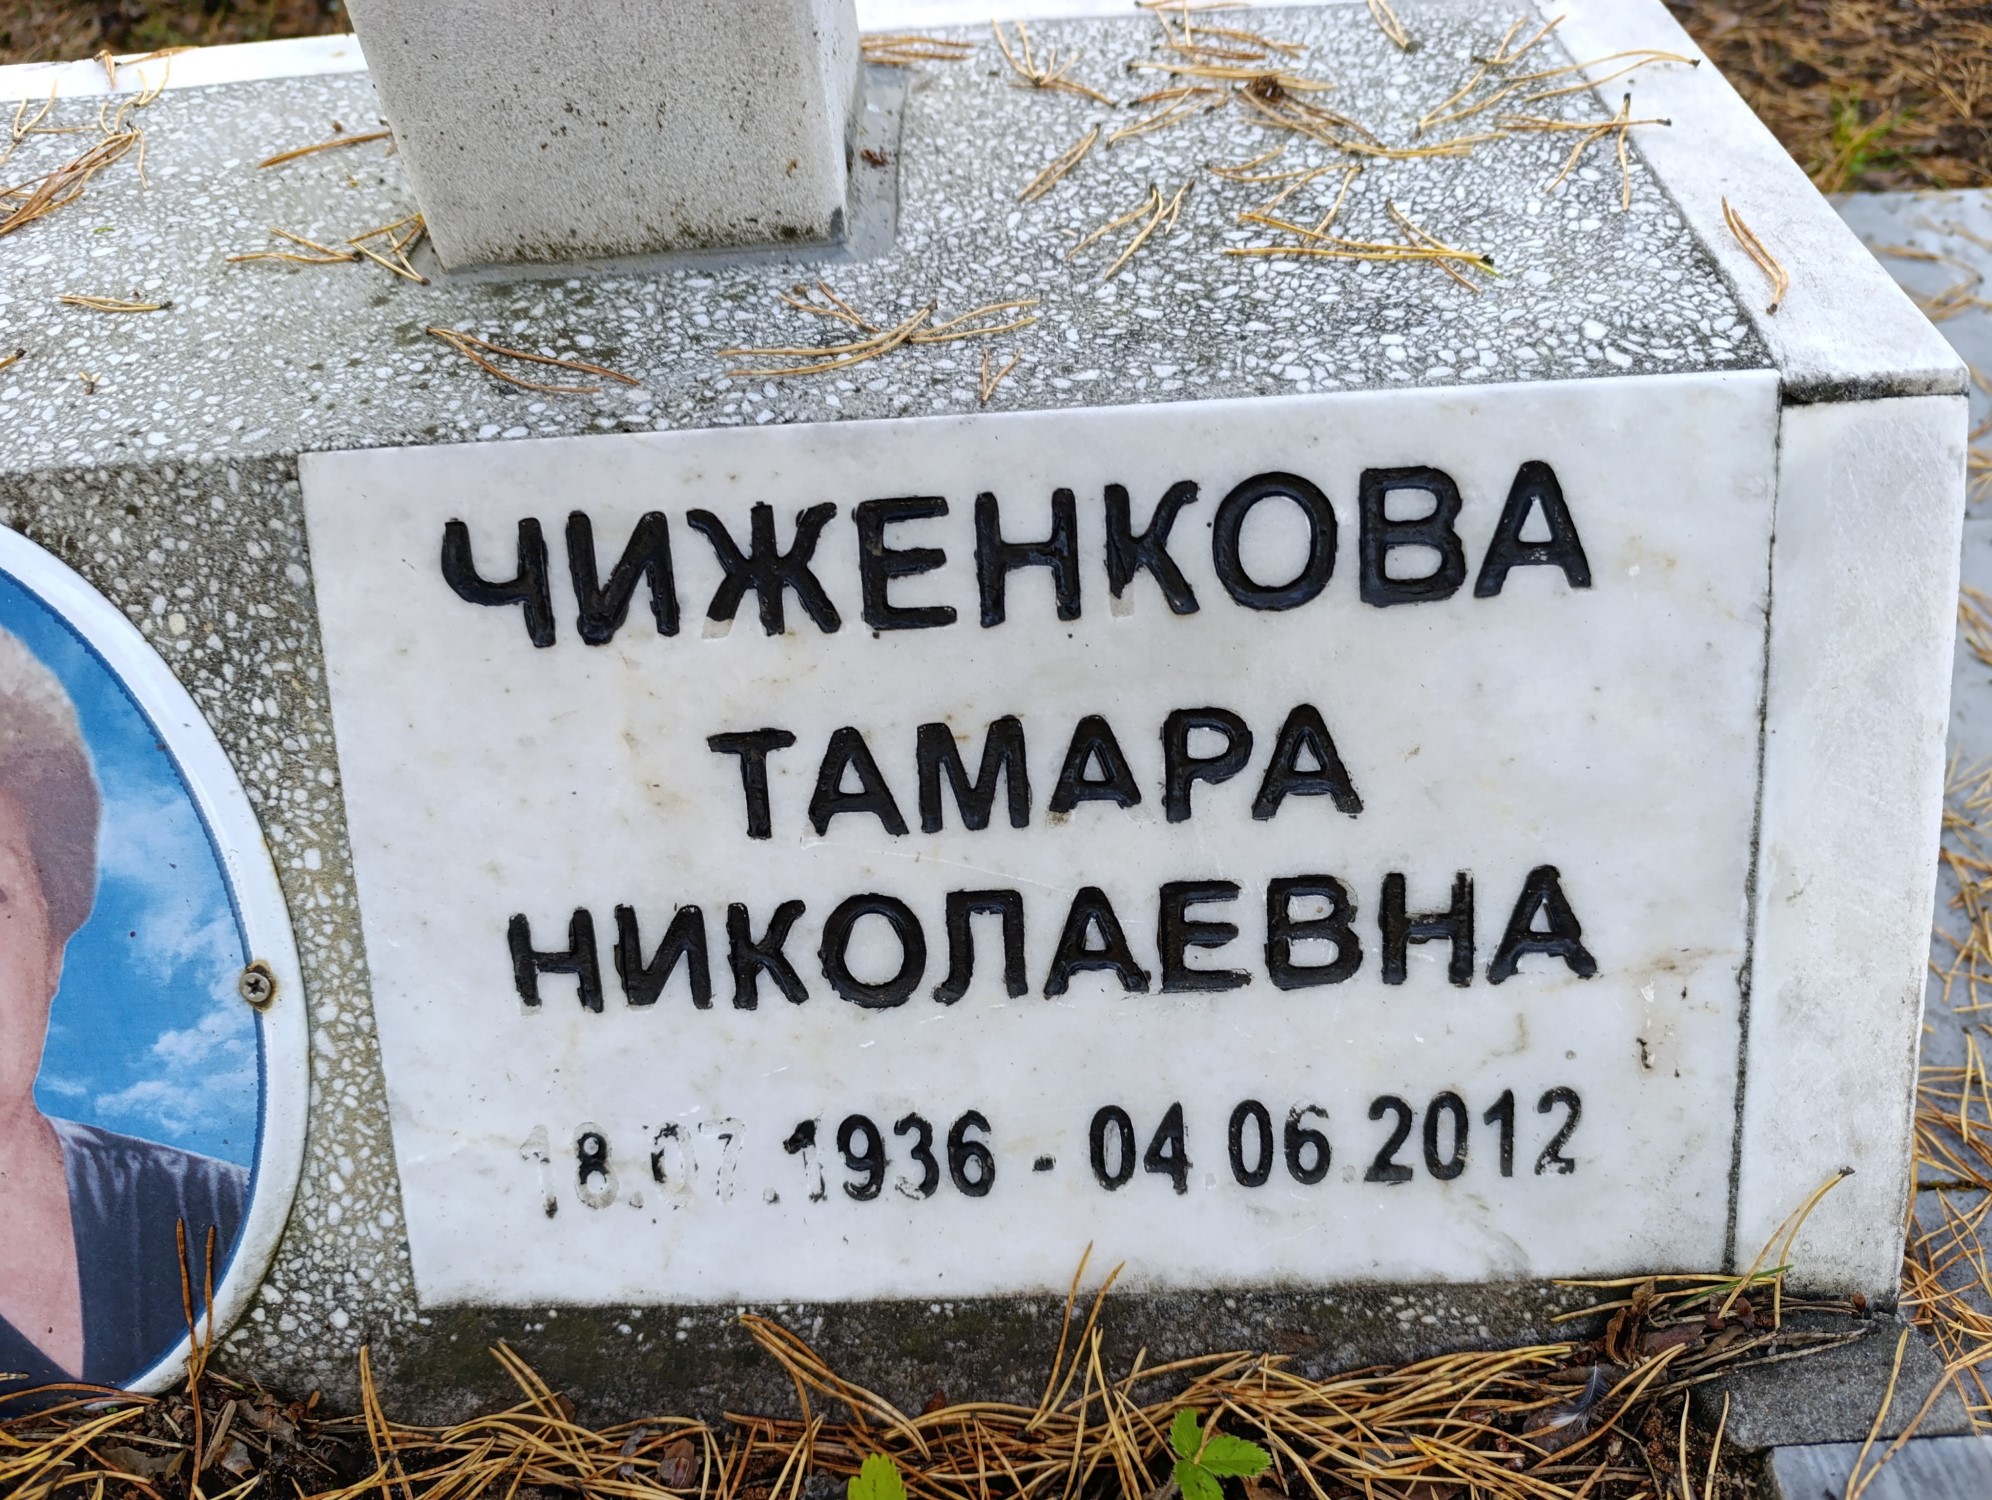 ЧИЖЕНКОВА
ТАМАРА
НИКОЛАЕВНА
18.07.1936 - 04.06.2012